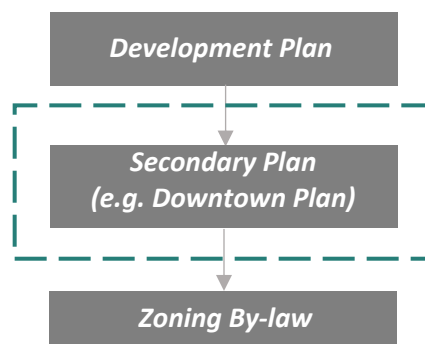 Development Plan
Secondary Plan
(e.g. Downtown Plan)
Zoning By-law